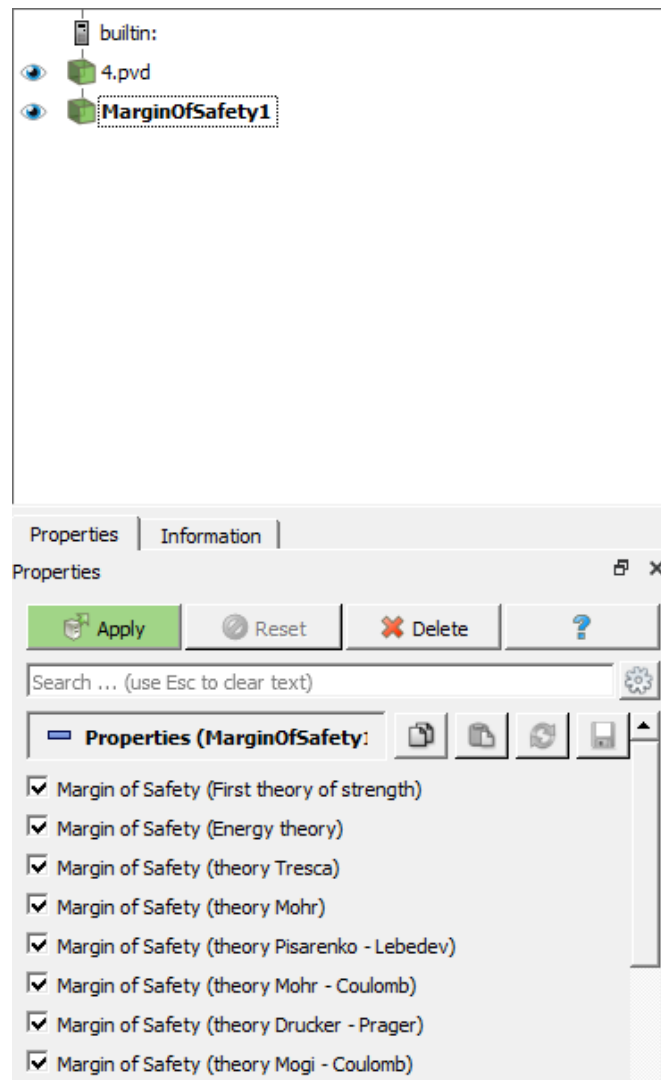 builtin:
4.pvd
MarginOfSafety1
Properties Information
Properties
Apply Reset Delete ?
Search ... (use Esc to clear text)
Properties (MarginOfSafety1
Margin of Safety (First theory of strength)
Margin of Safety (Energy theory)
Margin of Safety (theory Tresca)
Margin of Safety (theory Mohr)
Margin of Safety (theory Pisarenko - Lebedev)
Margin of Safety (theory Mohr - Coulomb)
Margin of Safety (theory Drucker - Prager)
Margin of Safety (theory Mogi - Coulomb)